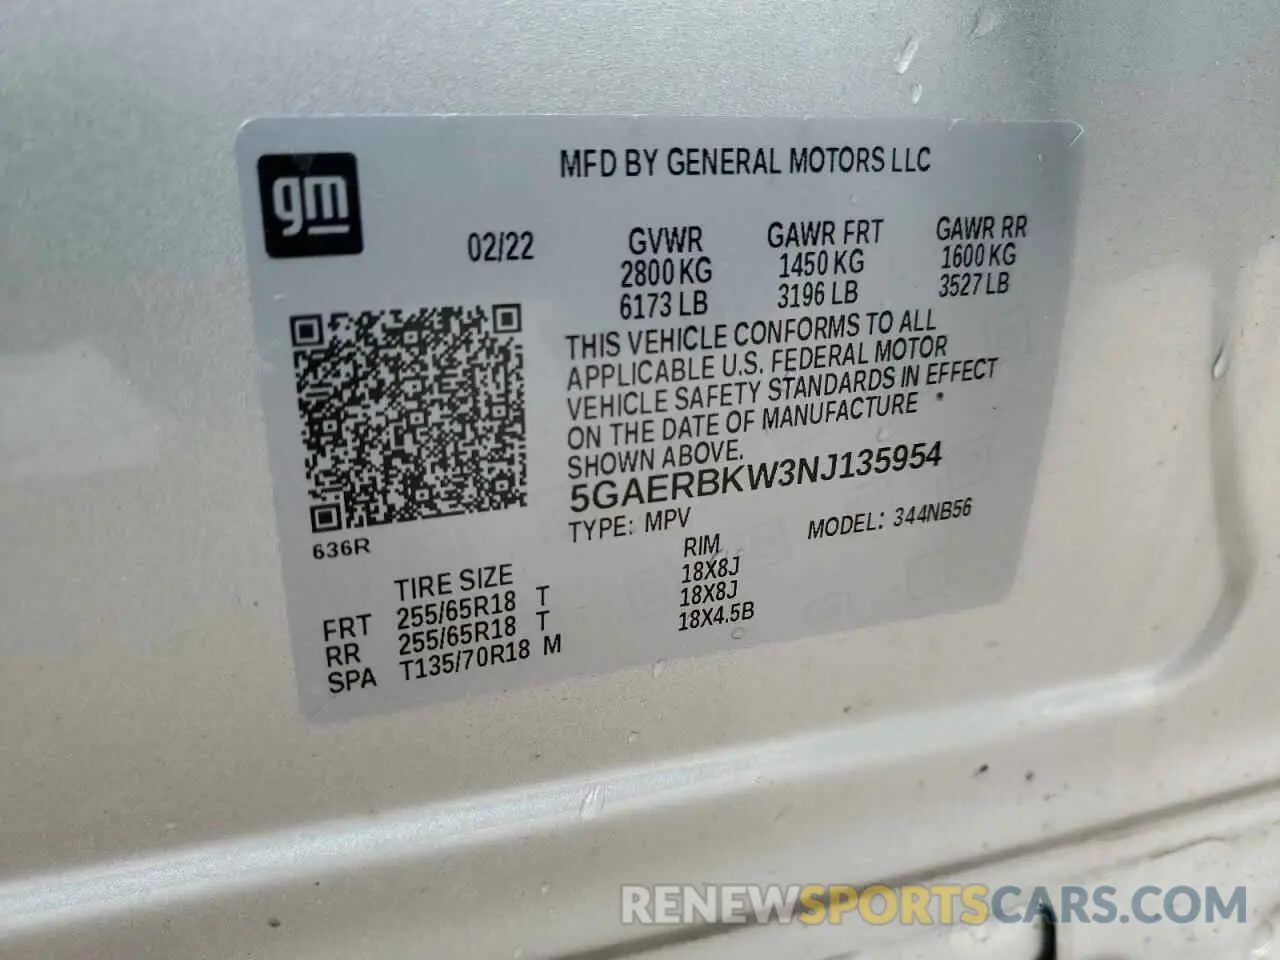 gm
MFD BY GENERAL MOTORS LLC
02/22
GVWR GAWR FRT GAWR RR
2800 KG 1450 KG 1600 KG
6173 LB 3196 LB 3527 LB
THIS VEHICLE CONFORMS TO ALL
APPLICABLE U.S. FEDERAL MOTOR
VEHICLE SAFETY STANDARDS IN EFFECT
ON THE DATE OF MANUFACTURE
SHOWN ABOVE.
5GAERBKW3NJ135954
TYPE: MPV MODEL: 344NB56
636R
TIRE SIZE RIM
FRT 255/65R18 T 18X8J
RR 255/65R18 T 18X8J
SPA T135/70R18 M 18X4.5B
RENEWSPORTSCARS.COM